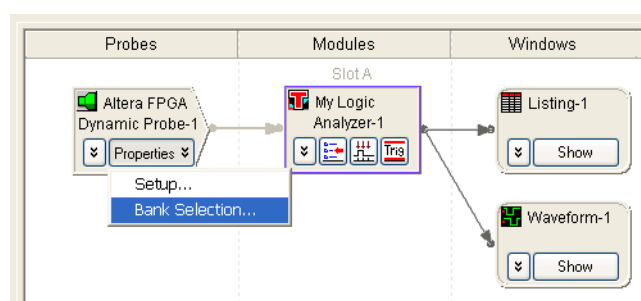 Probes
Modules
Windows
Slot A
Altera FPGA
Dynamic Probe-1
Properties
Setup...
Bank Selection...
My Logic
Analyzer-1
Trig
Listing-1
Show
Waveform-1
Show